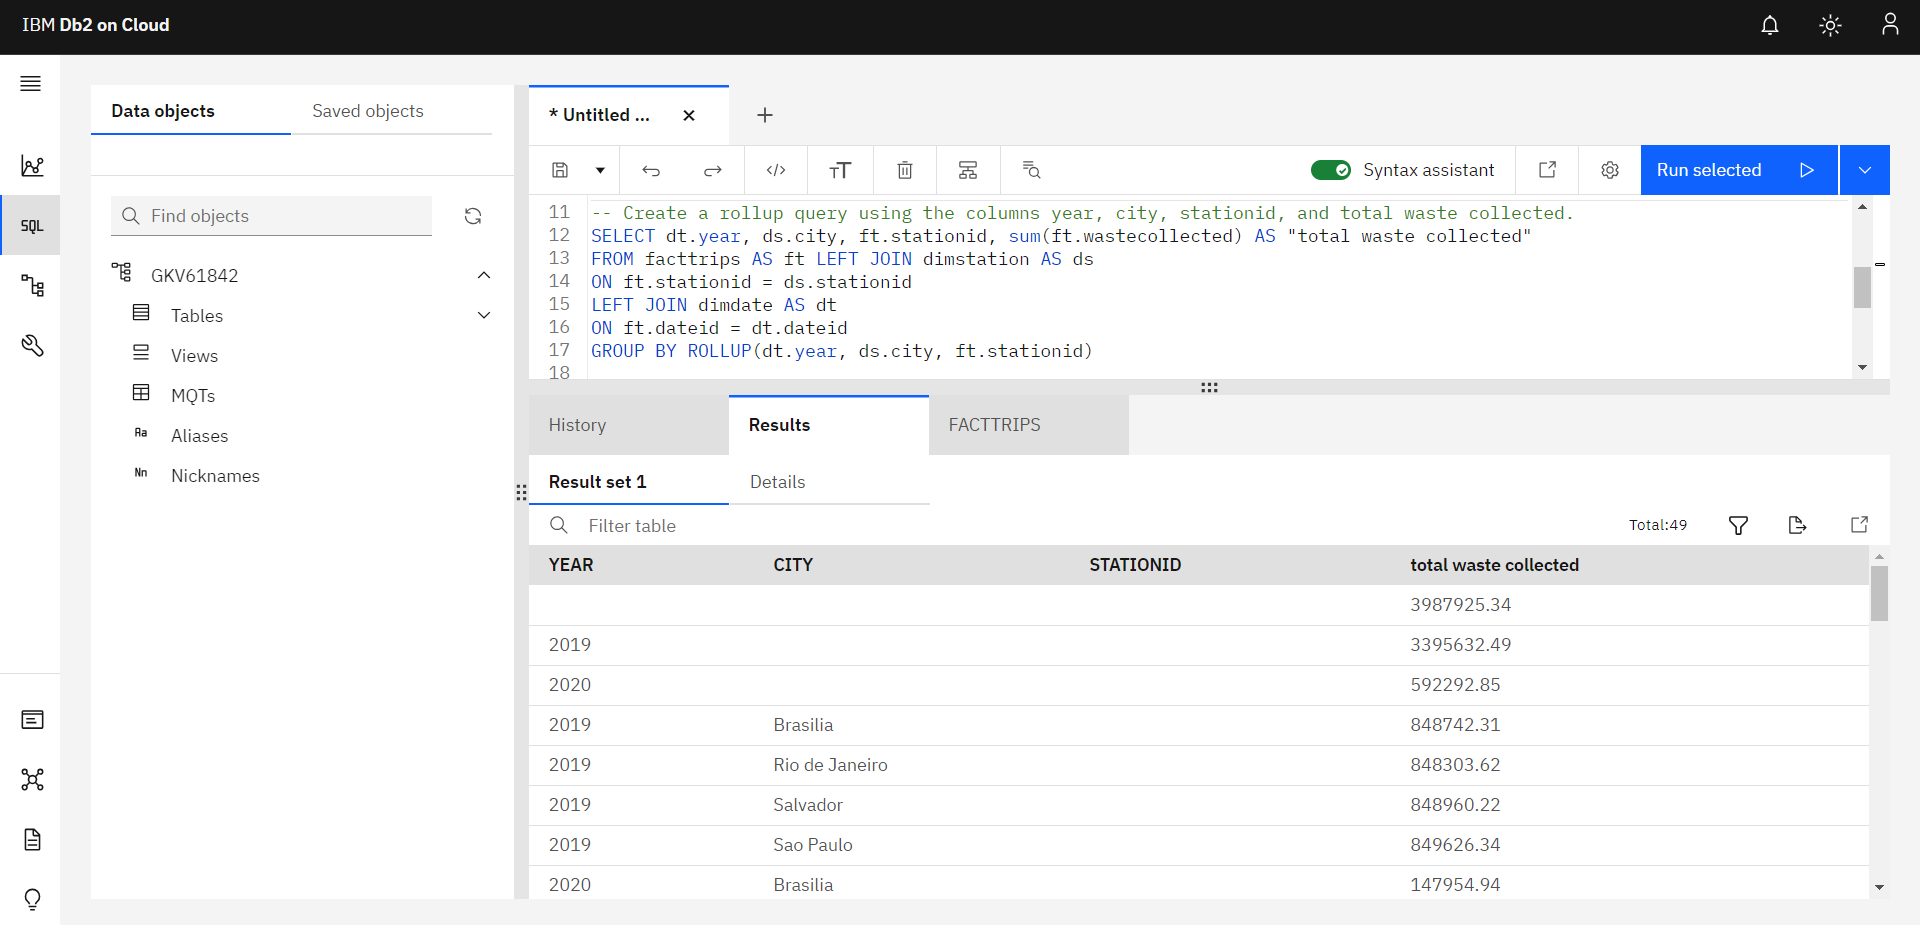 IBM Db2 on Cloud
Data objects
Saved objects
* Untitled ...
SQL
Find objects
GKV61842
Tables
Views
MQTs
Aa Aliases
Nn Nicknames
Syntax assistant
Run selected
11 -- Create a rollup query using the columns year, city, stationid, and total waste collected.
12 SELECT dt.year, ds.city, ft.stationid, sum(ft.wastecollected) AS "total waste collected"
13 FROM facttrips AS ft LEFT JOIN dimstation AS ds
14 ON ft.stationid = ds.stationid
15 LEFT JOIN dimdate AS dt
16 ON ft.dateid = dt.dateid
17 GROUP BY ROLLUP(dt.year, ds.city, ft.stationid)
18
History Results FACTTRIPS
Result set 1 Details
Filter table Total:49
YEAR CITY STATIONID total waste collected
3987925.34
2019 3395632.49
2020 592292.85
2019 Brasilia 848742.31
2019 Rio de Janeiro 848303.62
2019 Salvador 848960.22
2019 Sao Paulo 849626.34
2020 Brasilia 147954.94